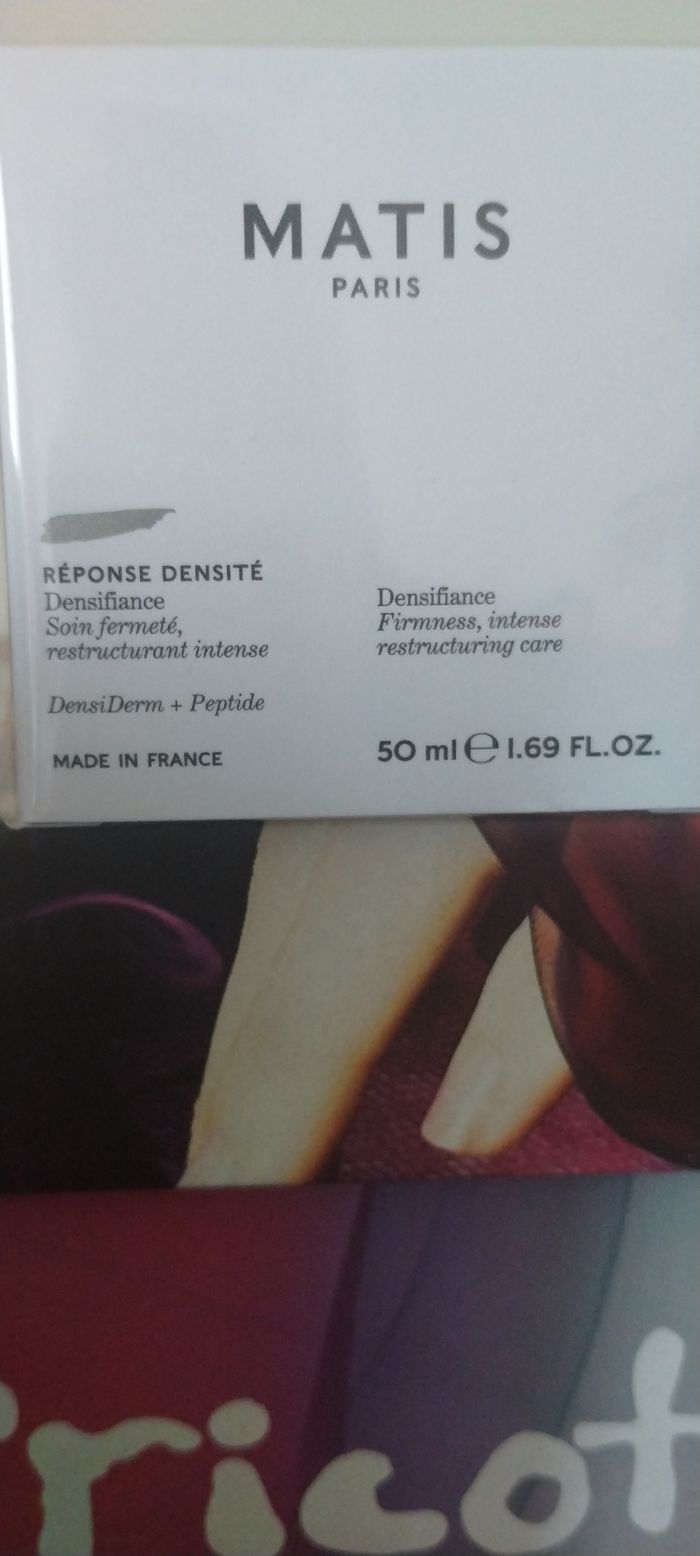 MATIS
PARIS
RÉPONSE DENSITÉ
Densifiance
Soin fermeté,
restructurant intense
DensiDerm + Peptide
MADE IN FRANCE
Densifiance
Firmness, intense
restructuring care
50 ml ℮ 1.69 FL.OZ.
ricot